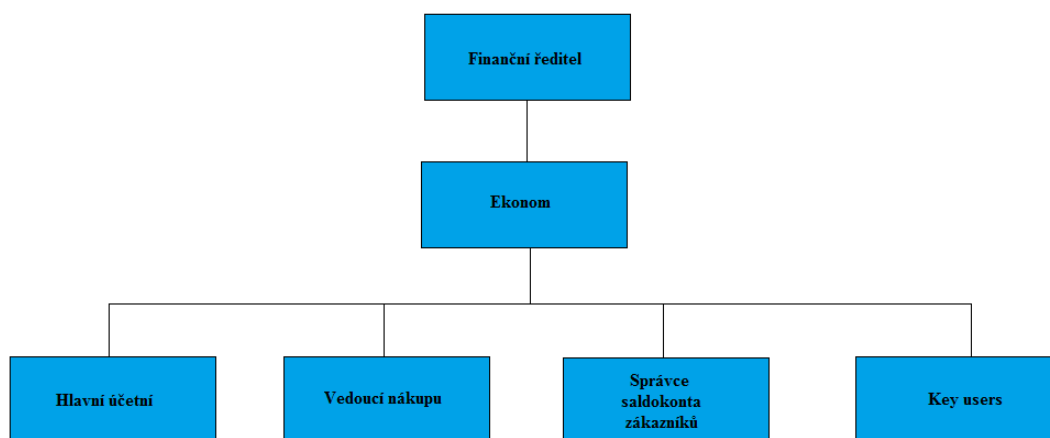 Finanční ředitel
Ekonom
Hlavní účetní
Vedoucí nákupu
Správce
saldokonta
zákazníků
Key users